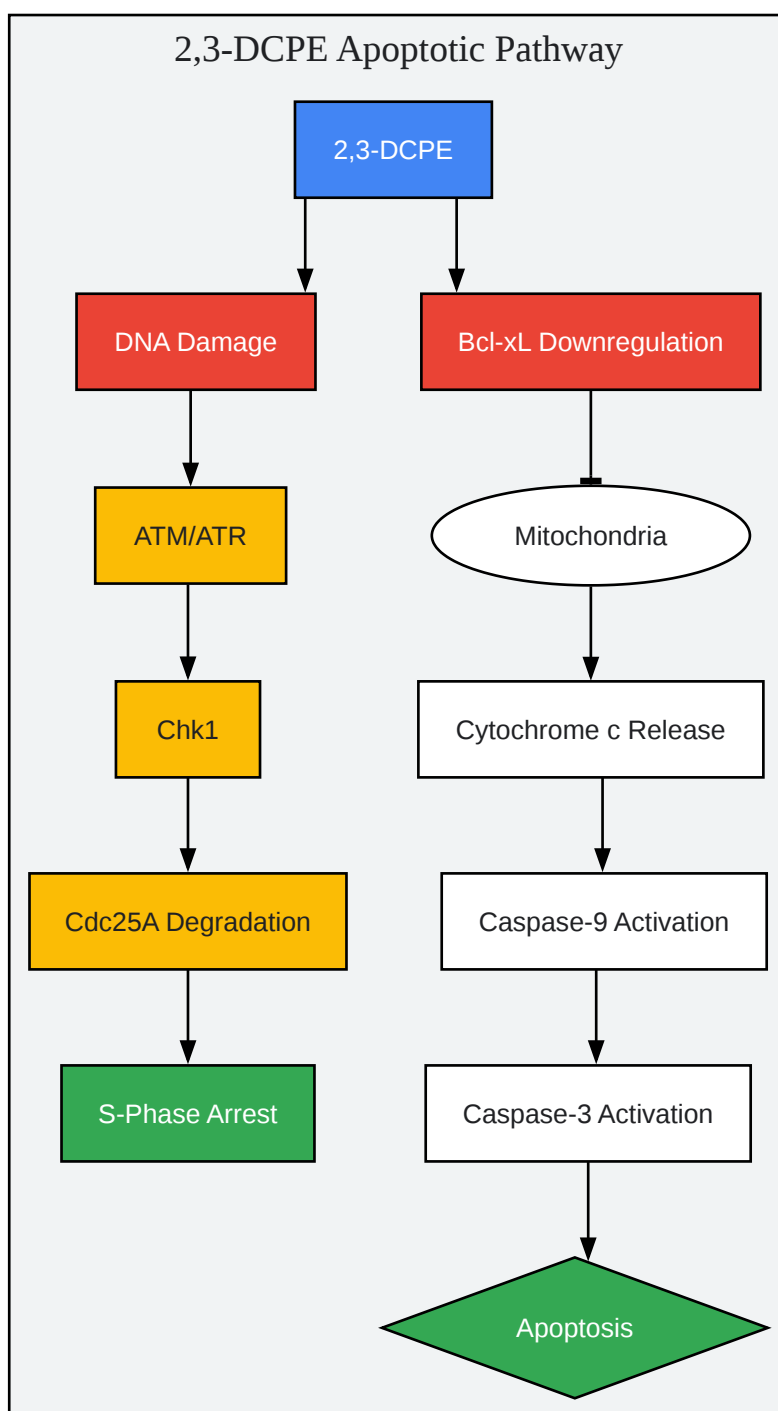 2,3-DCPE Apoptotic Pathway
2,3-DCPE
DNA Damage
Bcl-xL Downregulation
ATM/ATR
Mitochondria
Chk1
Cytochrome c Release
Cdc25A Degradation
Caspase-9 Activation
S-Phase Arrest
Caspase-3 Activation
Apoptosis